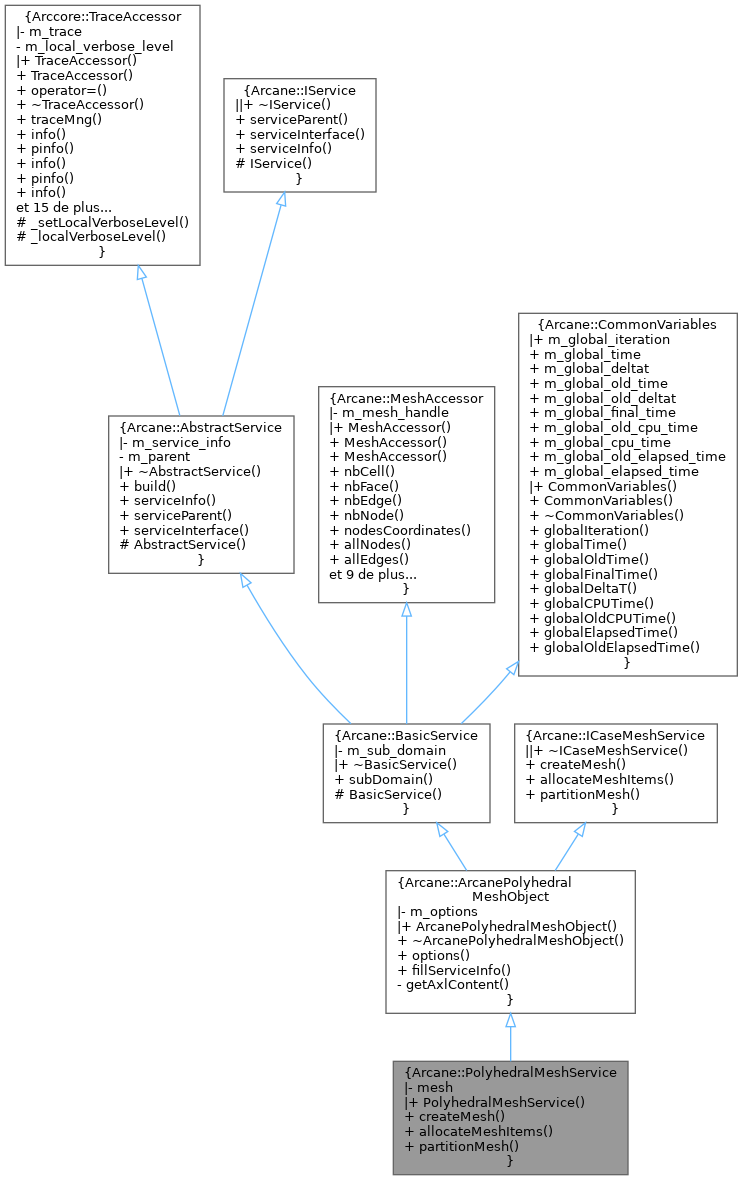 {Arccore::TraceAccessor
|- m_trace
- m_local_verbose_level
|+ TraceAccessor()
+ TraceAccessor()
+ operator=()
+ ~TraceAccessor()
+ traceMng()
+ info()
+ pinfo()
+ info()
+ pinfo()
+ info()
et 15 de plus...
# _setLocalVerboseLevel()
# _localVerboseLevel()
}
{Arcane::IService
||+ ~IService()
+ serviceParent()
+ serviceInterface()
+ serviceInfo()
# IService()
}
{Arcane::CommonVariables
|+ m_global_iteration
+ m_global_time
+ m_global_deltat
+ m_global_old_time
+ m_global_old_deltat
+ m_global_final_time
+ m_global_old_cpu_time
+ m_global_cpu_time
+ m_global_old_elapsed_time
+ m_global_elapsed_time
|+ CommonVariables()
+ CommonVariables()
+ ~CommonVariables()
+ globalIteration()
+ globalTime()
+ globalOldTime()
+ globalFinalTime()
+ globalDeltaT()
+ globalCPUTime()
+ globalOldCPUTime()
+ globalElapsedTime()
+ globalOldElapsedTime()
}
{Arcane::MeshAccessor
|- m_mesh_handle
|+ MeshAccessor()
+ MeshAccessor()
+ MeshAccessor()
+ nbCell()
+ nbFace()
+ nbEdge()
+ nbNode()
+ nodesCoordinates()
+ allNodes()
+ allEdges()
et 9 de plus...
}
{Arcane::AbstractService
|- m_service_info
- m_parent
|+ ~AbstractService()
+ build()
+ serviceInfo()
+ serviceParent()
+ serviceInterface()
# AbstractService()
}
{Arcane::BasicService
|- m_sub_domain
|+ ~BasicService()
+ subDomain()
# BasicService()
}
{Arcane::ICaseMeshService
||+ ~ICaseMeshService()
+ createMesh()
+ allocateMeshItems()
+ partitionMesh()
}
{Arcane::ArcanePolyhedral
MeshObject
|- m_options
|+ ArcanePolyhedralMeshObject()
+ ~ArcanePolyhedralMeshObject()
+ options()
+ fillServiceInfo()
- getAxlContent()
}
{Arcane::PolyhedralMeshService
|- mesh
|+ PolyhedralMeshService()
+ createMesh()
+ allocateMeshItems()
+ partitionMesh()
}